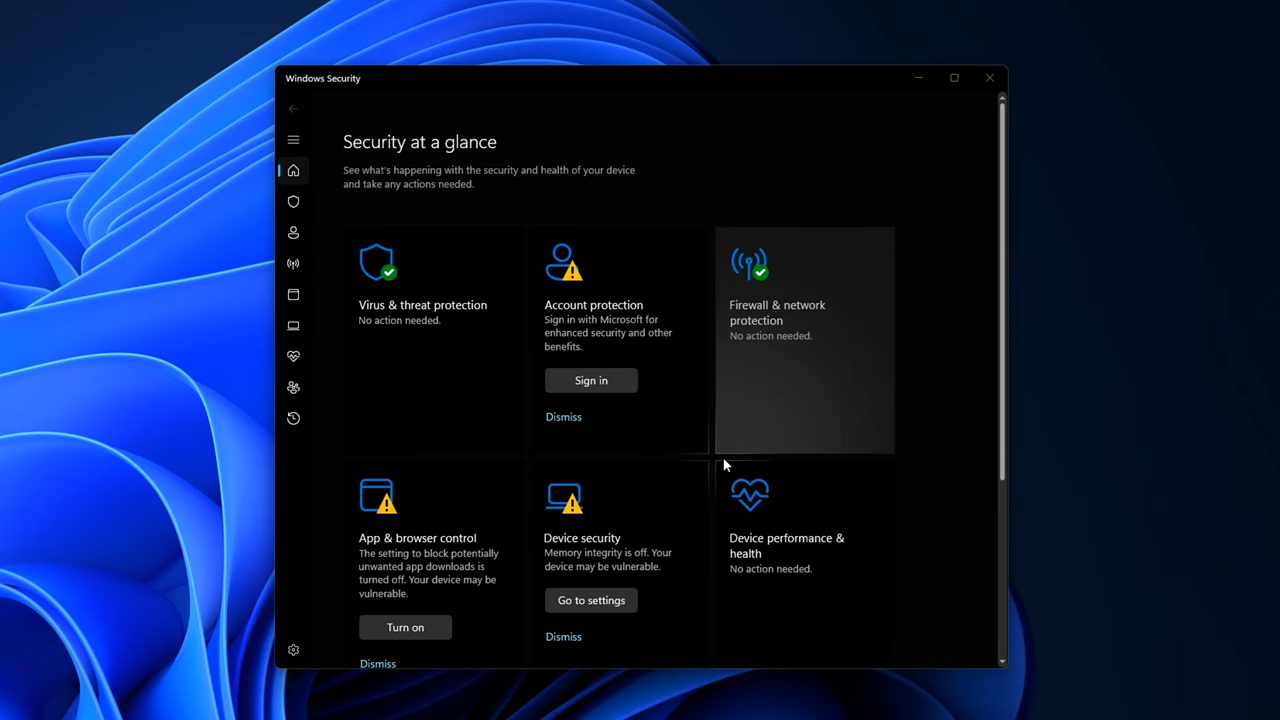 Windows Security
Security at a glance
See what's happening with the security and health of your device
and take any actions needed.
Virus & threat protection
No action needed.
Account protection
Sign in with Microsoft for
enhanced security and other
benefits.
Sign in
Dismiss
Firewall & network
protection
No action needed.
App & browser control
The setting to block potentially
unwanted app downloads is
turned off. Your device may be
vulnerable.
Turn on
Dismiss
Device security
Memory integrity is off. Your
device may be vulnerable.
Go to settings
Dismiss
Device performance &
health
No action needed.